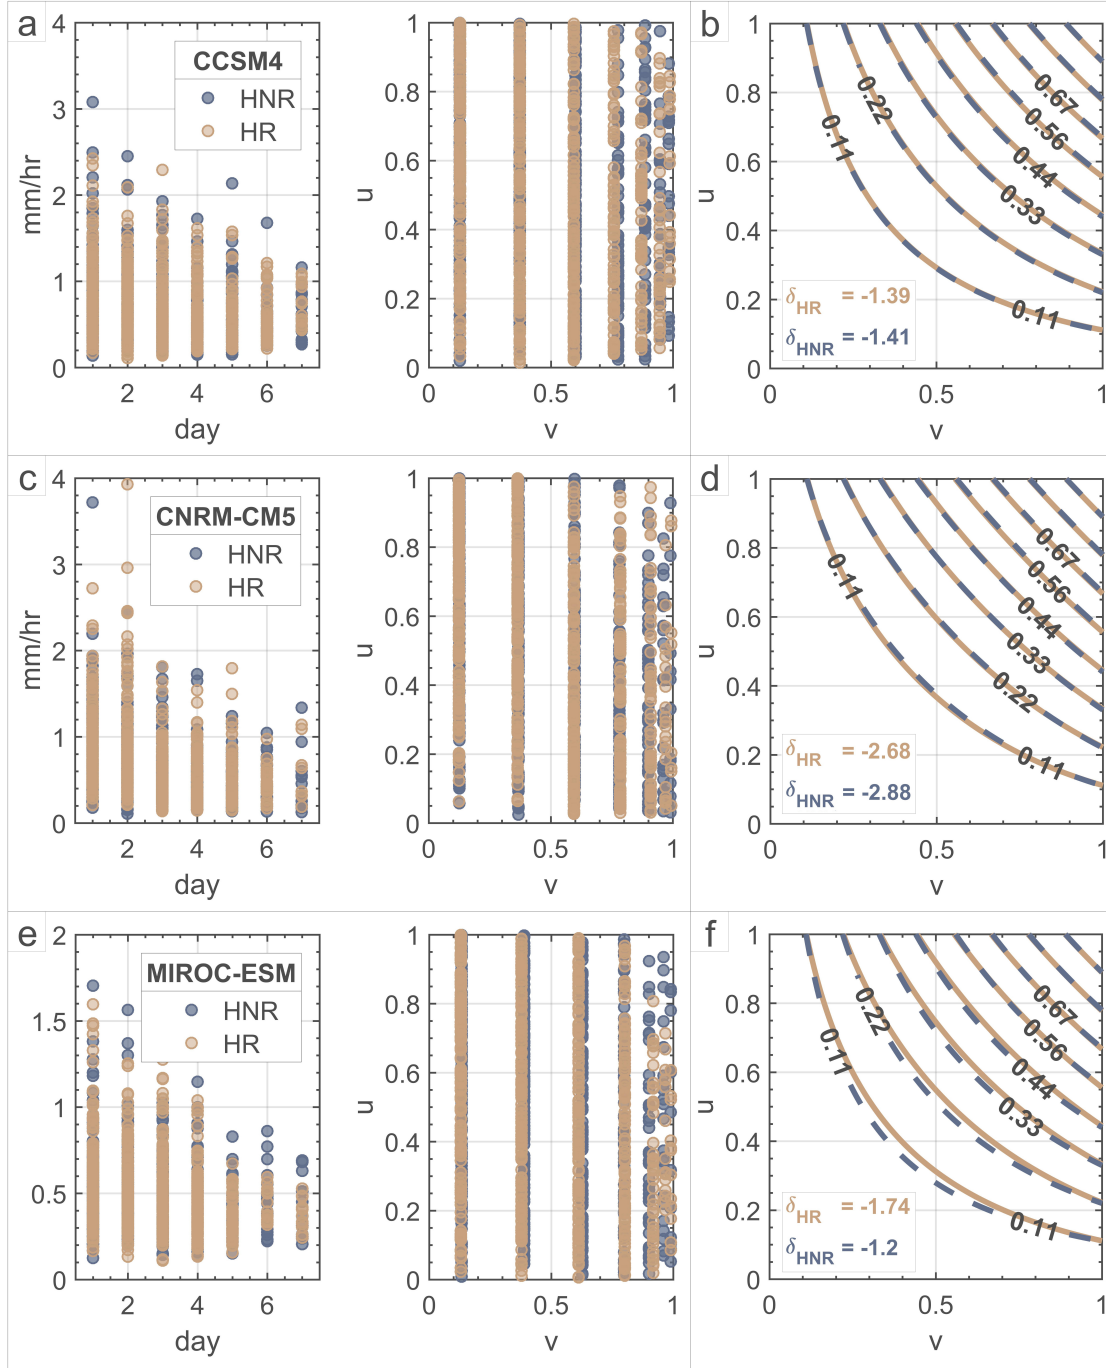 a
4
3
2
1
0
mm/hr
2
4
6
day
CCSM4
HNR
HR
1
0.8
0.6
0.4
0.2
0
u
0
0.5
1
v
b
1
0.8
0.6
0.4
0.2
0
u
0
0.5
1
v
0.11
0.22
0.67
0.56
0.44
0.33
0.11
δHR = -1.39
δHNR = -1.41
c
4
3
2
1
0
mm/hr
2
4
6
day
CNRM-CM5
HNR
HR
1
0.8
0.6
0.4
0.2
0
u
0
0.5
1
v
d
1
0.8
0.6
0.4
0.2
0
u
0
0.5
1
v
0.11
0.67
0.56
0.44
0.33
0.22
0.11
δHR = -2.68
δHNR = -2.88
e
2
1.5
1
0.5
0
2
4
6
day
MIROC-ESM
HNR
HR
1
0.8
0.6
0.4
0.2
0
u
0
0.5
1
v
f
1
0.8
0.6
0.4
0.2
0
u
0
0.5
1
v
0.11
0.22
0.67
0.56
0.44
0.33
0.11
δHR = -1.74
δHNR = -1.2